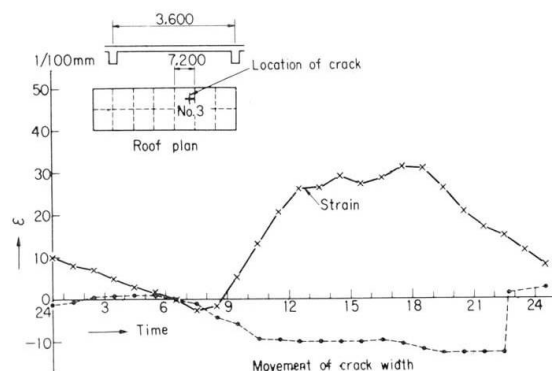 3.600
1/100mm
7.200
Location of crack
No.3
Roof plan
50
40
30
20
10
0
-10
ε
Strain
24 3 6 9 12 15 18 21 24
Time
Movement of crack width